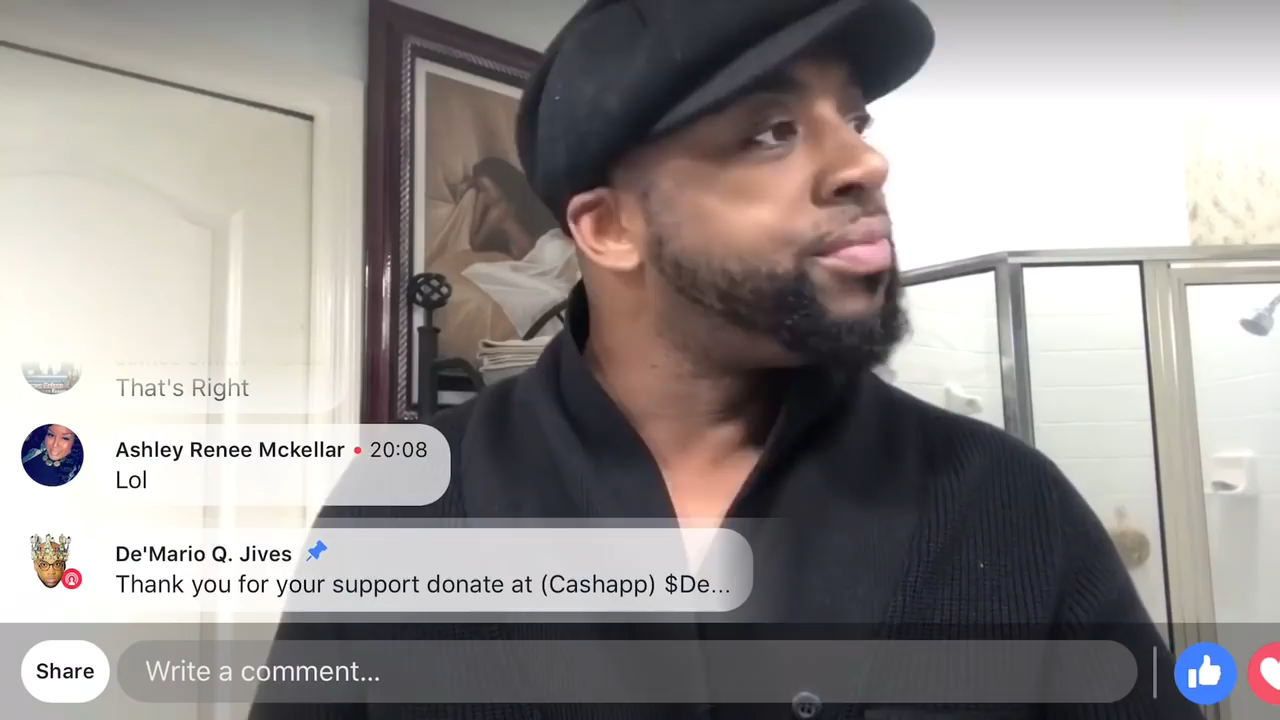 That's Right
Ashley Renee Mckellar • 20:08
Lol
De'Mario Q. Jives
Thank you for your support donate at (Cashapp) $De...
Share
Write a comment...